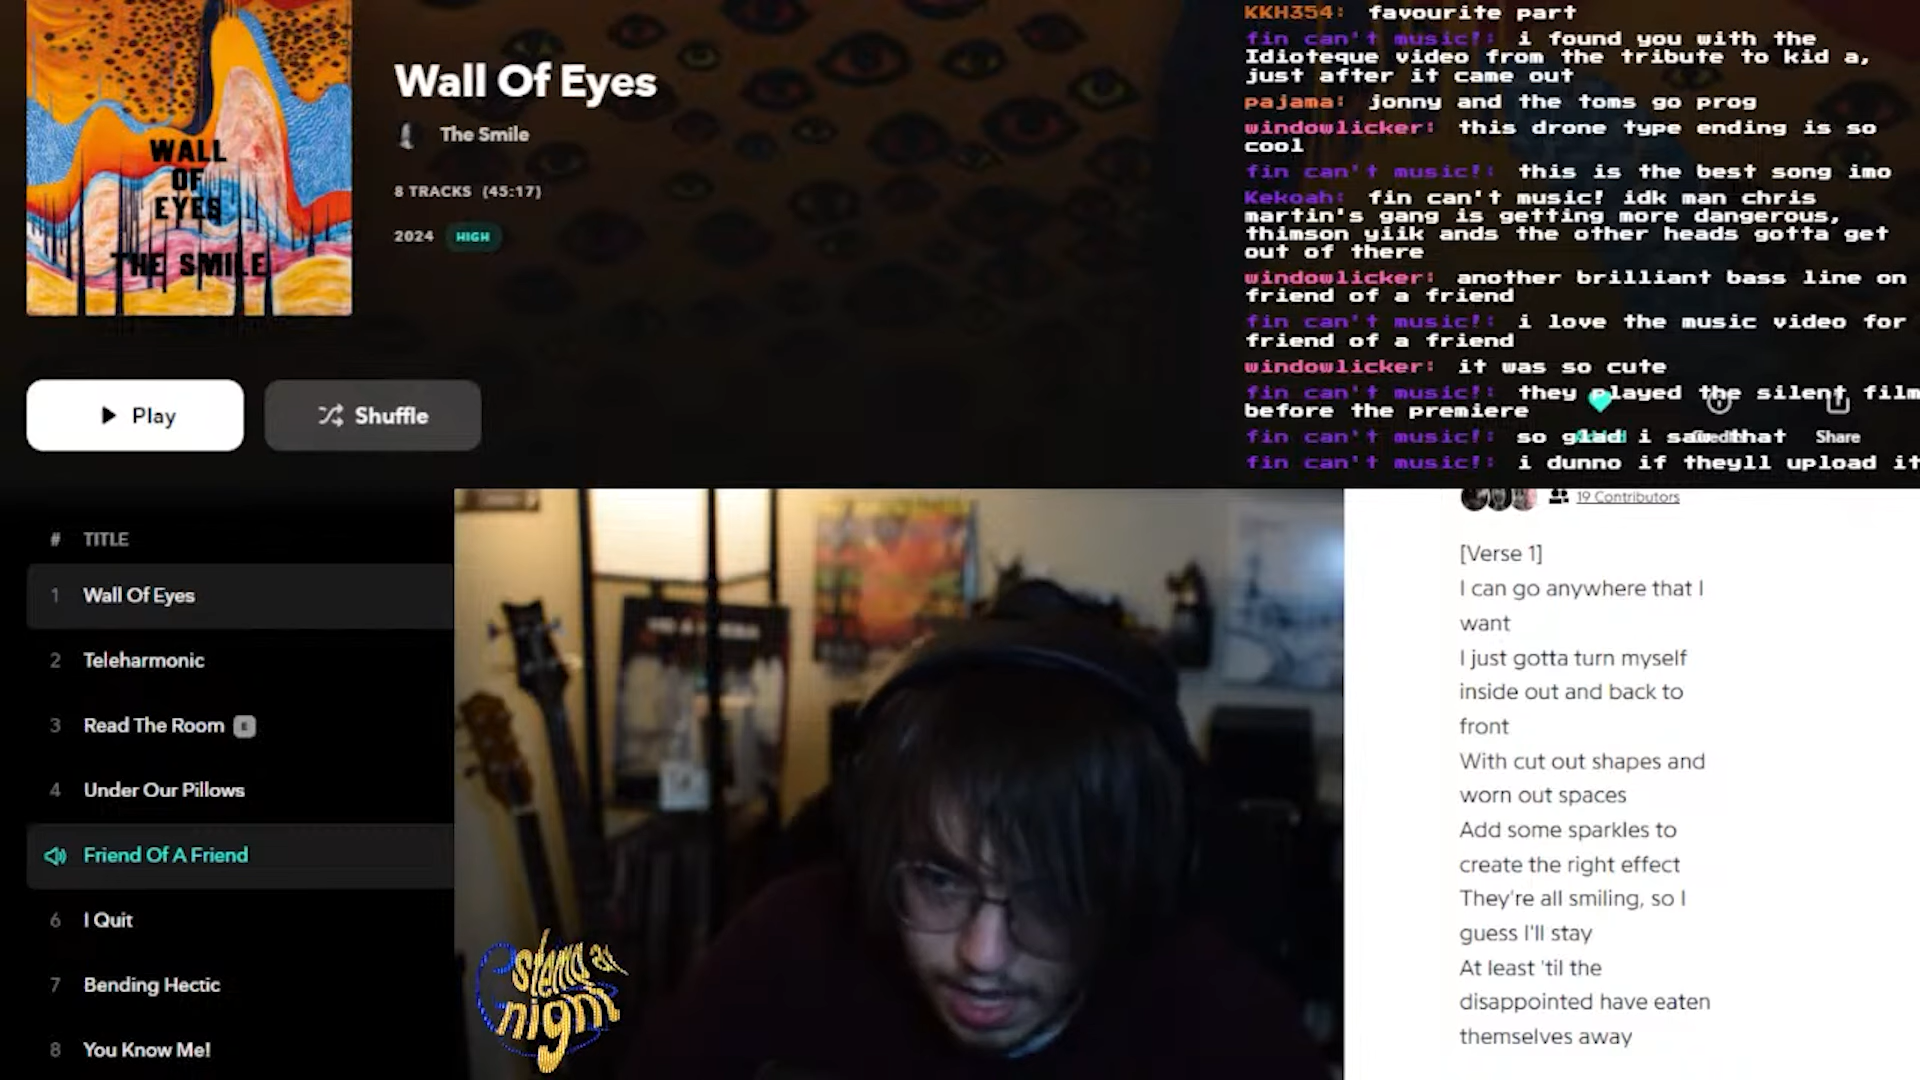 WALL
OF
EYES
THE SMILE
Wall Of Eyes
The Smile
8 TRACKS (45:17)
2024 HIGH
Play
Shuffle
KKH354: favourite part
fin can't music!: i found you with the
Idioteque video from the tribute to kid a,
just after it came out
pajama: jonny and the toms go prog
windowlicker: this drone type ending is so
cool
fin can't music!: this is the best song imo
Kekoah: fin can't music! idk man chris
martin's gang is getting more dangerous,
thimson yiik ands the other heads gotta get
out of there
windowlicker: another brilliant bass line on
friend of a friend
fin can't music!: i love the music video for
friend of a friend
windowlicker: it was so cute
fin can't music!: they played the silent film
before the premiere
fin can't music!: so glad i saw that
Share
fin can't music!: i dunno if theyll upload it
# TITLE
1 Wall Of Eyes
2 Teleharmonic
3 Read The Room E
4 Under Our Pillows
Friend Of A Friend
6 I Quit
7 Bending Hectic
8 You Know Me!
night
19 Contributors
[Verse 1]
I can go anywhere that I
want
I just gotta turn myself
inside out and back to
front
With cut out shapes and
worn out spaces
Add some sparkles to
create the right effect
They're all smiling, so I
guess I'll stay
At least 'til the
disappointed have eaten
themselves away